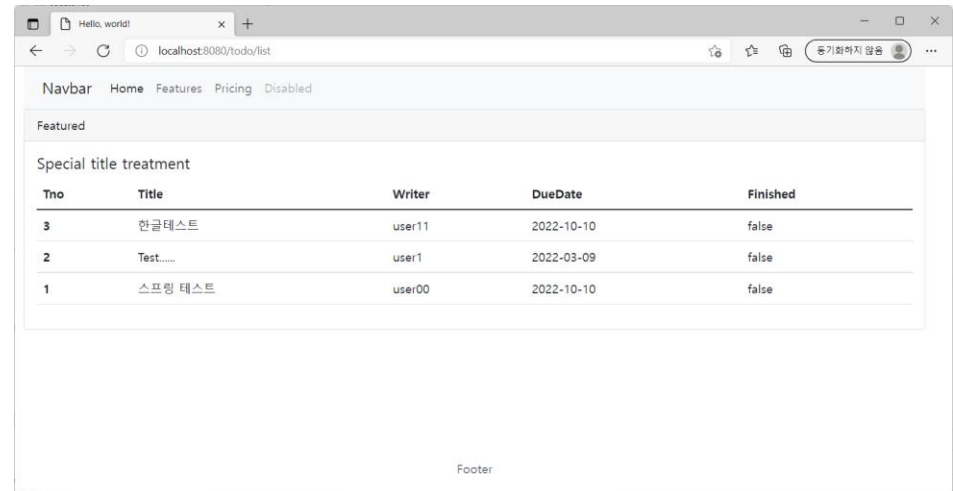 Hello, world!
localhost:8080/todo/list
동기화하지 않음
Navbar Home Features Pricing Disabled
Featured
Special title treatment
Tno Title Writer DueDate Finished
3 한글테스트 user11 2022-10-10 false
2 Test...... user1 2022-03-09 false
1 스프링 테스트 user00 2022-10-10 false
Footer